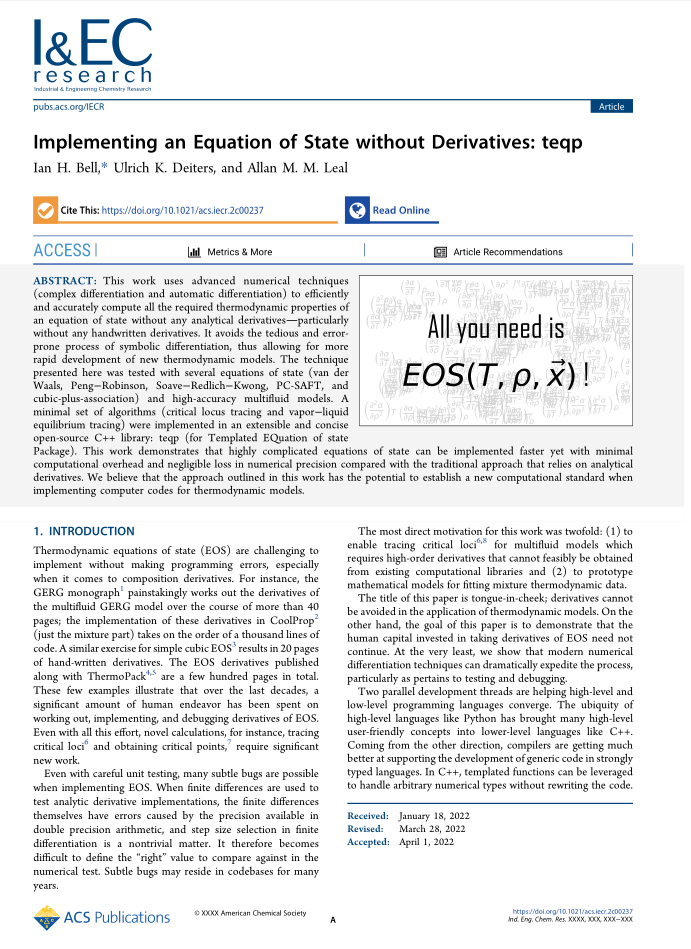 I&EC
research
Industrial & Engineering Chemistry Research
pubs.acs.org/IECR
Article
Implementing an Equation of State without Derivatives: teqp
Ian H. Bell,* Ulrich K. Deiters, and Allan M. M. Leal
Cite This: https://doi.org/10.1021/acs.iecr.2c00237
Read Online
ACCESS
Metrics & More
Article Recommendations
ABSTRACT: This work uses advanced numerical techniques
(complex differentiation and automatic differentiation) to efficiently
and accurately compute all the required thermodynamic properties of
an equation of state without any analytical derivatives—particularly
without any handwritten derivatives. It avoids the tedious and error-
prone process of symbolic differentiation, thus allowing for more
rapid development of new thermodynamic models. The technique
presented here was tested with several equations of state (van der
Waals, Peng−Robinson, Soave−Redlich−Kwong, PC-SAFT, and
cubic-plus-association) and high-accuracy multifluid models. A
minimal set of algorithms (critical locus tracing and vapor−liquid
equilibrium tracing) were implemented in an extensible and concise
open-source C++ library: teqp (for Templated EQuation of state
Package). This work demonstrates that highly complicated equations of state can be implemented faster yet with minimal
computational overhead and negligible loss in numerical precision compared with the traditional approach that relies on analytical
derivatives. We believe that the approach outlined in this work has the potential to establish a new computational standard when
implementing computer codes for thermodynamic models.
All you need is
EOS(T, ρ, x⃗)!
1. INTRODUCTION
Thermodynamic equations of state (EOS) are challenging to
implement without making programming errors, especially
when it comes to composition derivatives. For instance, the
GERG monograph1 painstakingly works out the derivatives of
the multifluid GERG model over the course of more than 40
pages; the implementation of these derivatives in CoolProp2
(just the mixture part) takes on the order of a thousand lines of
code. A similar exercise for simple cubic EOS3 results in 20 pages
of hand-written derivatives. The EOS derivatives published
along with ThermoPack4,5 are a few hundred pages in total.
These few examples illustrate that over the last decades, a
significant amount of human endeavor has been spent on
working out, implementing, and debugging derivatives of EOS.
Even with all this effort, novel calculations, for instance, tracing
critical loci6 and obtaining critical points,7 require significant
new work.
Even with careful unit testing, many subtle bugs are possible
when implementing EOS. When finite differences are used to
test analytic derivative implementations, the finite differences
themselves have errors caused by the precision available in
double precision arithmetic, and step size selection in finite
differentiation is a nontrivial matter. It therefore becomes
difficult to define the “right” value to compare against in the
numerical test. Subtle bugs may reside in codebases for many
years.
The most direct motivation for this work was twofold: (1) to
enable tracing critical loci6,8 for multifluid models which
requires high-order derivatives that cannot feasibly be obtained
from existing computational libraries and (2) to prototype
mathematical models for fitting mixture thermodynamic data.
The title of this paper is tongue-in-cheek; derivatives cannot
be avoided in the application of thermodynamic models. On the
other hand, the goal of this paper is to demonstrate that the
human capital invested in taking derivatives of EOS need not
continue. At the very least, we show that modern numerical
differentiation techniques can dramatically expedite the process,
particularly as pertains to testing and debugging.
Two parallel development threads are helping high-level and
low-level programming languages converge. The ubiquity of
high-level languages like Python has brought many high-level
user-friendly concepts into lower-level languages like C++.
Coming from the other direction, compilers are getting much
better at supporting the development of generic code in strongly
typed languages. In C++, templated functions can be leveraged
to handle arbitrary numerical types without rewriting the code.
Received: January 18, 2022
Revised: March 28, 2022
Accepted: April 1, 2022
ACS Publications
© XXXX American Chemical Society
A
https://doi.org/10.1021/acs.iecr.2c00237
Ind. Eng. Chem. Res. XXXX, XXX, XXX−XXX